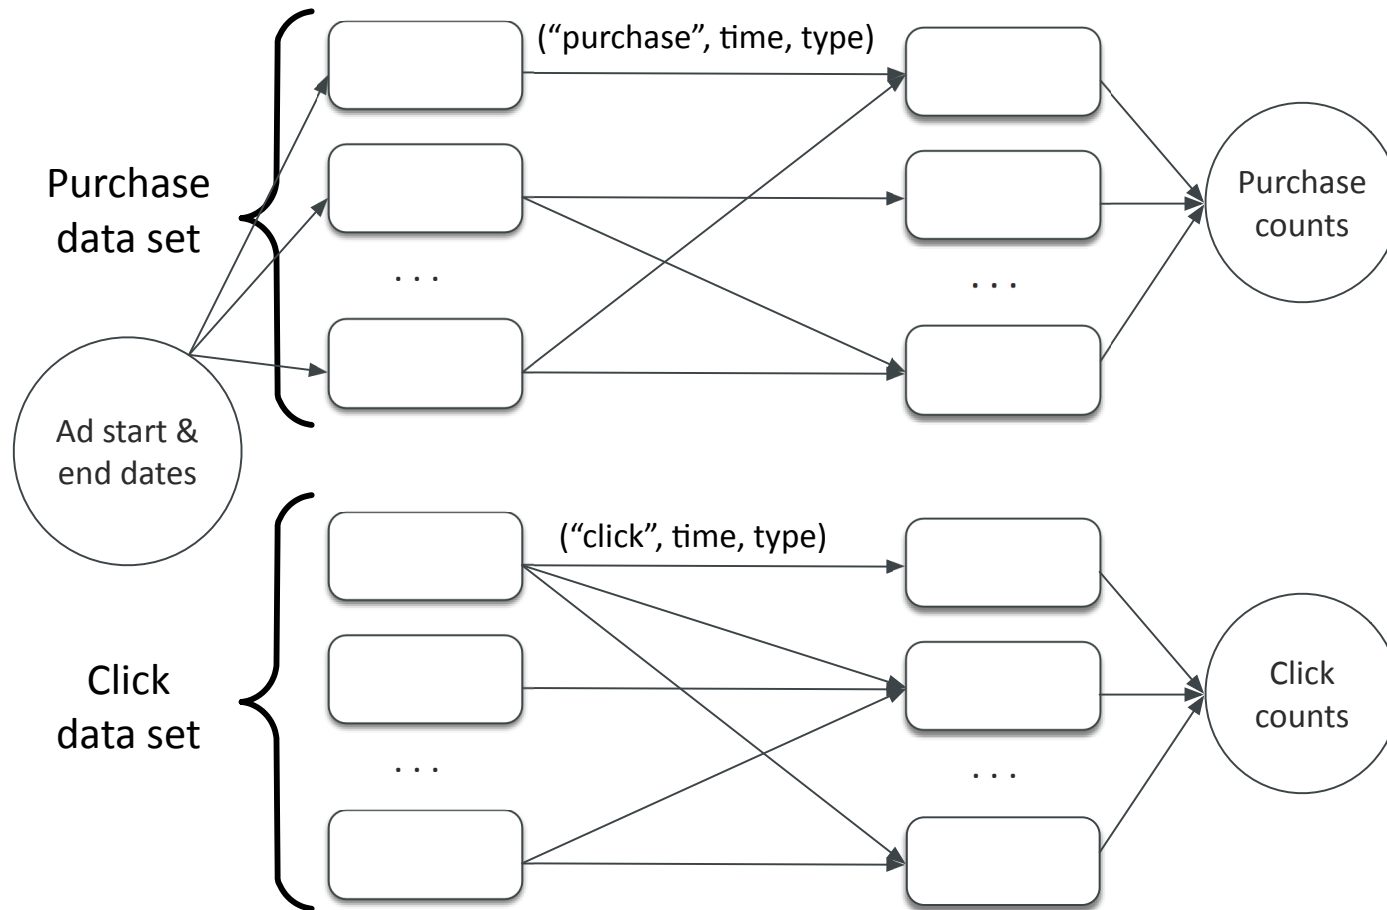 (“purchase”, time, type)
Purchase
data set
. . .
. . .
Purchase
counts
Ad start &
end dates
(“click”, time, type)
Click
data set
. . .
. . .
Click
counts